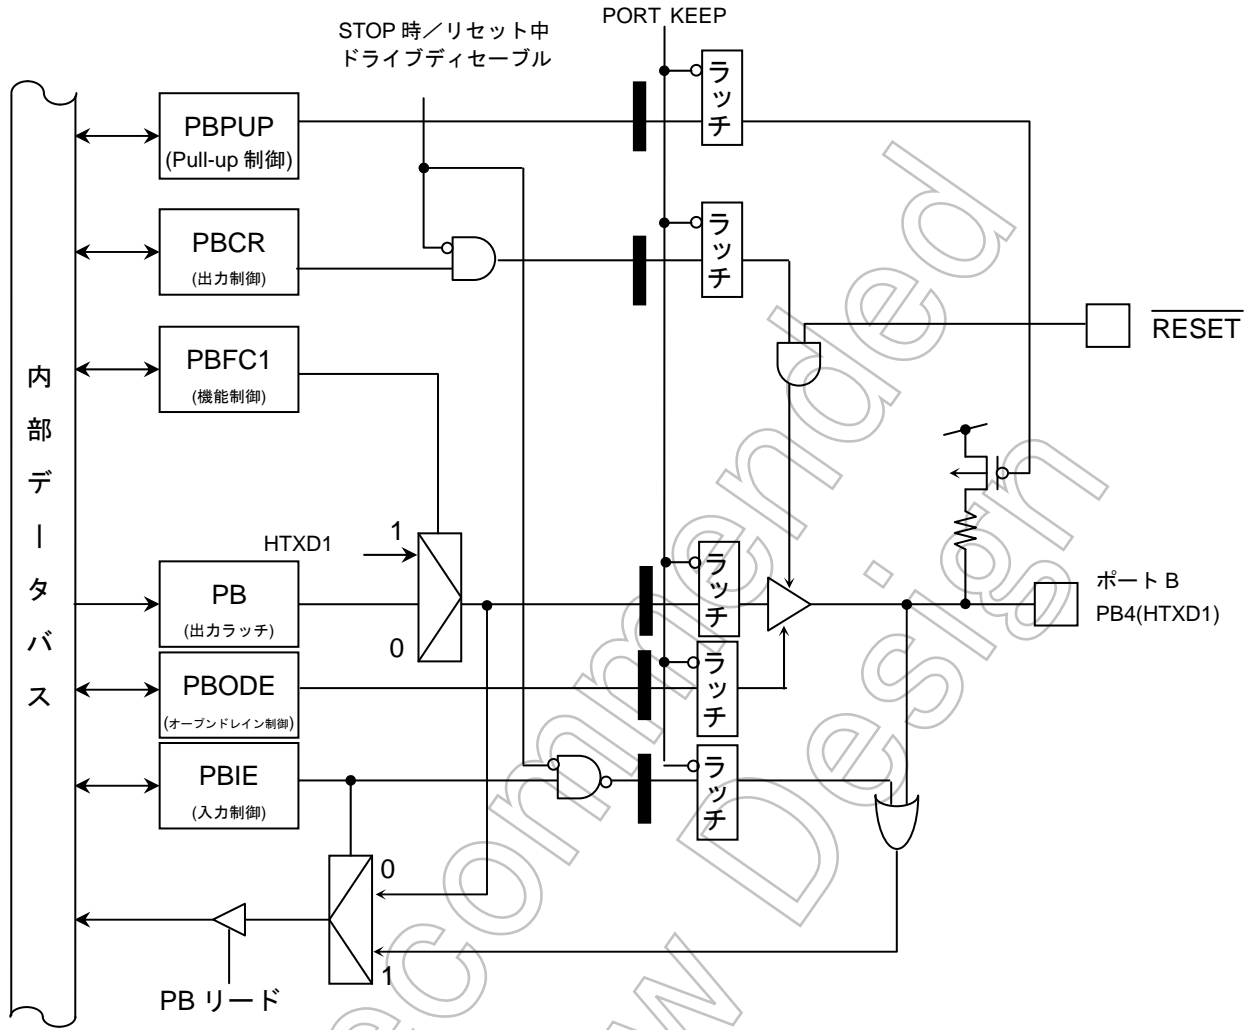 PORT KEEP
STOP 時／リセット中
ドライブディセーブル
ラッチ
PBPUP
(Pull-up 制御)
ラッチ
PBCR
(出力制御)
RESET
PBFC1
(機能制御)
内部データバス
1
HTXD1
ラッチ
ポート B
PB4(HTXD1)
PB
(出力ラッチ)
0
ラッチ
PBODE
(オープンドレイン制御)
ラッチ
PBIE
(入力制御)
0
1
PB リード
ecommended
w Design